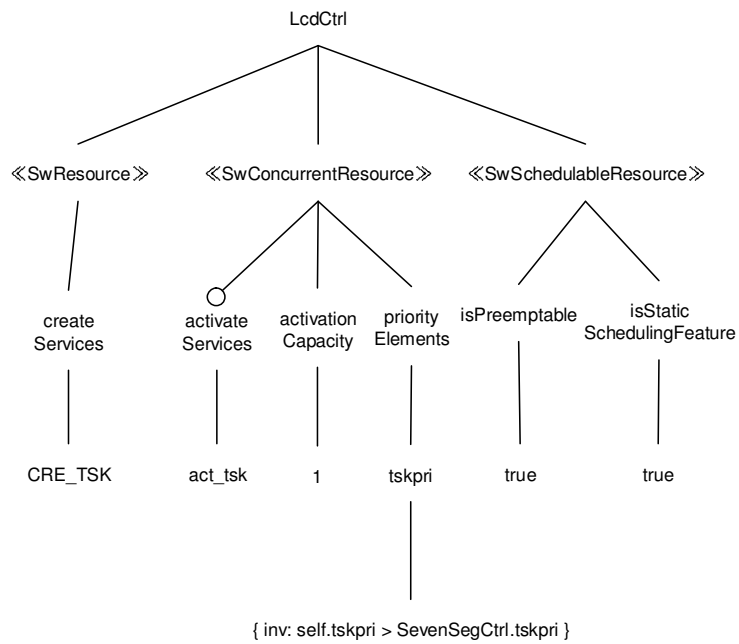 LcdCtrl
≪SwResource≫ ≪SwConcurrentResource≫ ≪SwSchedulableResource≫
create
Services
activate
Services
activation
Capacity
priority
Elements
isPreemptable
isStatic
SchedulingFeature
CRE_TSK act_tsk 1 tskpri true true
{ inv: self.tskpri > SevenSegCtrl.tskpri }